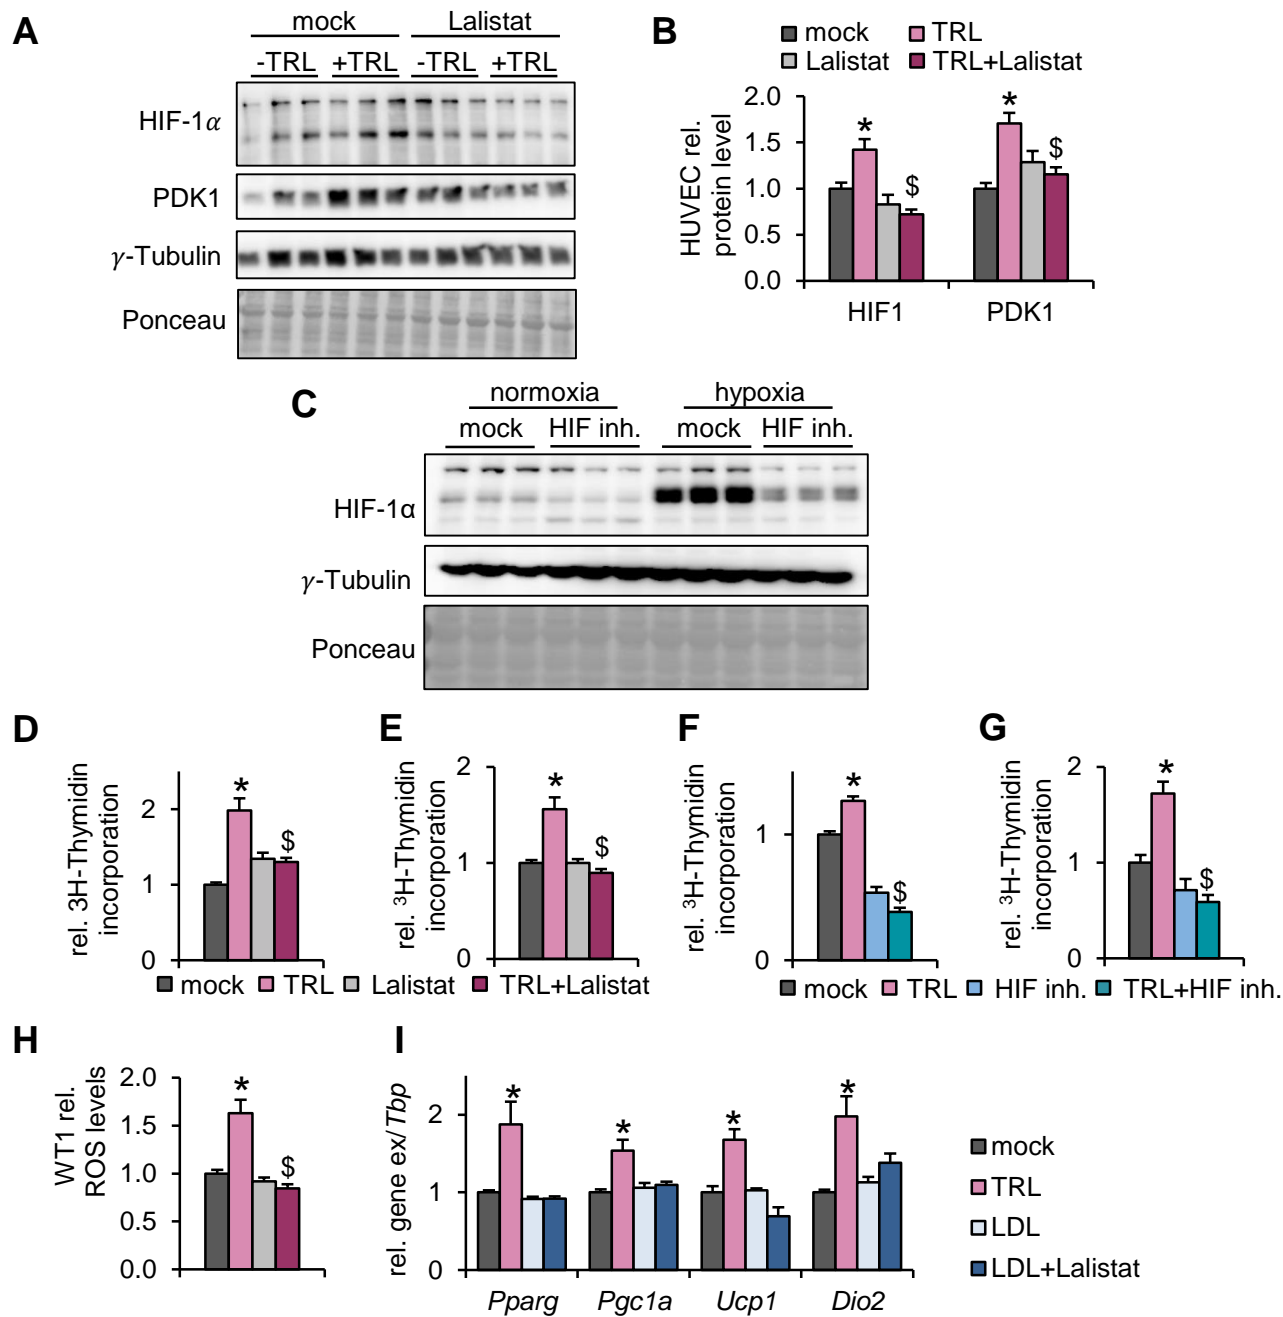 A
mock Lalistat
-TRL +TRL -TRL +TRL
HIF-1α
PDK1
γ-Tubulin
Ponceau
B
mock TRL
Lalistat TRL+Lalistat
HUVEC rel.
protein level
2.0
1.5
1.0
0.5
0.0
* $ * $
HIF1 PDK1
C
normoxia hypoxia
mock HIF inh. mock HIF inh.
HIF-1α
γ-Tubulin
Ponceau
D
rel. 3H-Thymidin
incorporation
2
1
0
* $
E
rel. ³H-Thymidin
incorporation
2
1
0
* $
mock TRL Lalistat TRL+Lalistat
F
rel. ³H-Thymidin
incorporation
1
0
* $
G
rel. ³H-Thymidin
incorporation
2
1
0
* $
mock TRL HIF inh. TRL+HIF inh.
H
WT1 rel.
ROS levels
2.0
1.5
1.0
0.5
0.0
* $
I
rel. gene ex/Tbp
2
1
0
* * * *
Pparg Pgc1a Ucp1 Dio2
mock
TRL
LDL
LDL+Lalistat